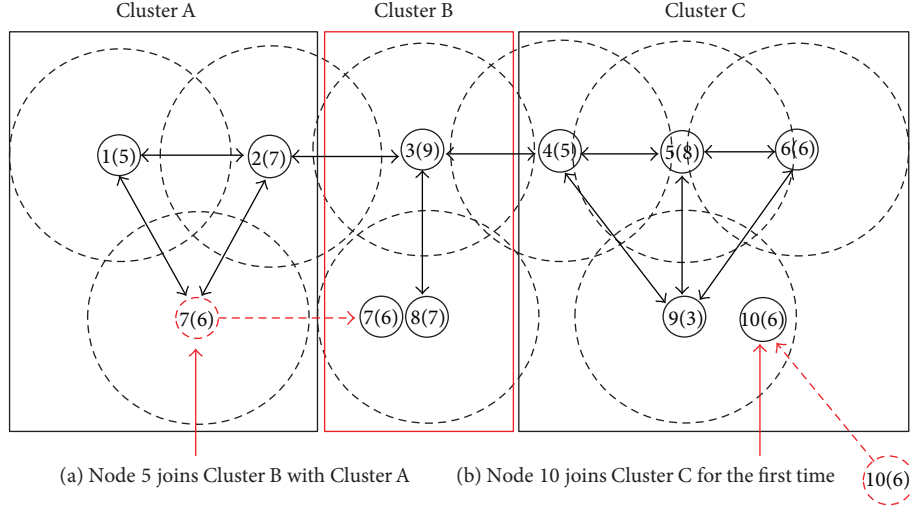 Cluster A
Cluster B
Cluster C
1(5)
2(7)
3(9)
4(5)
5(8)
6(6)
7(6)
7(6)
8(7)
9(3)
10(6)
(a) Node 5 joins Cluster B with Cluster A
(b) Node 10 joins Cluster C for the first time
10(6)